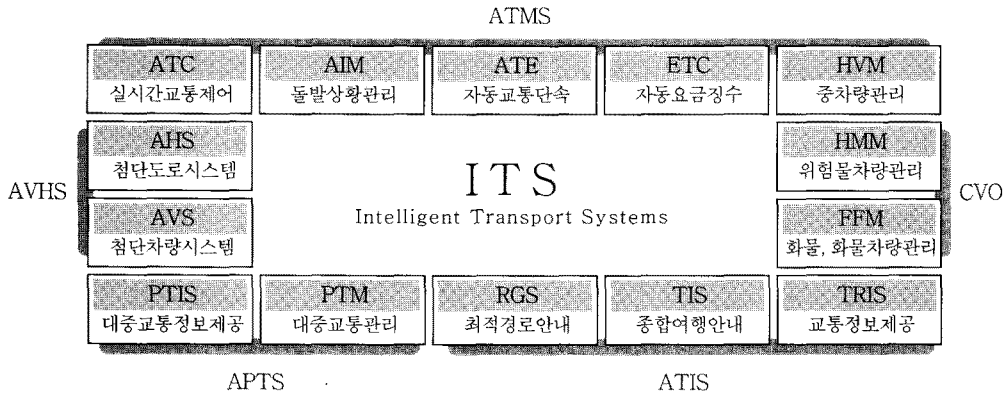 ATMS
ATC
실시간교통제어
AIM
돌발상황관리
ATE
자동교통단속
ETC
자동요금징수
HVM
중차량관리
AVHS
AHS
첨단도로시스템
AVS
첨단차량시스템
ITS
Intelligent Transport Systems
HMM
위험물차량관리
FFM
화물, 화물차량관리
CVO
PTIS
대중교통정보제공
PTM
대중교통관리
RGS
최적경로안내
TIS
종합여행안내
TRIS
교통정보제공
APTS
ATIS